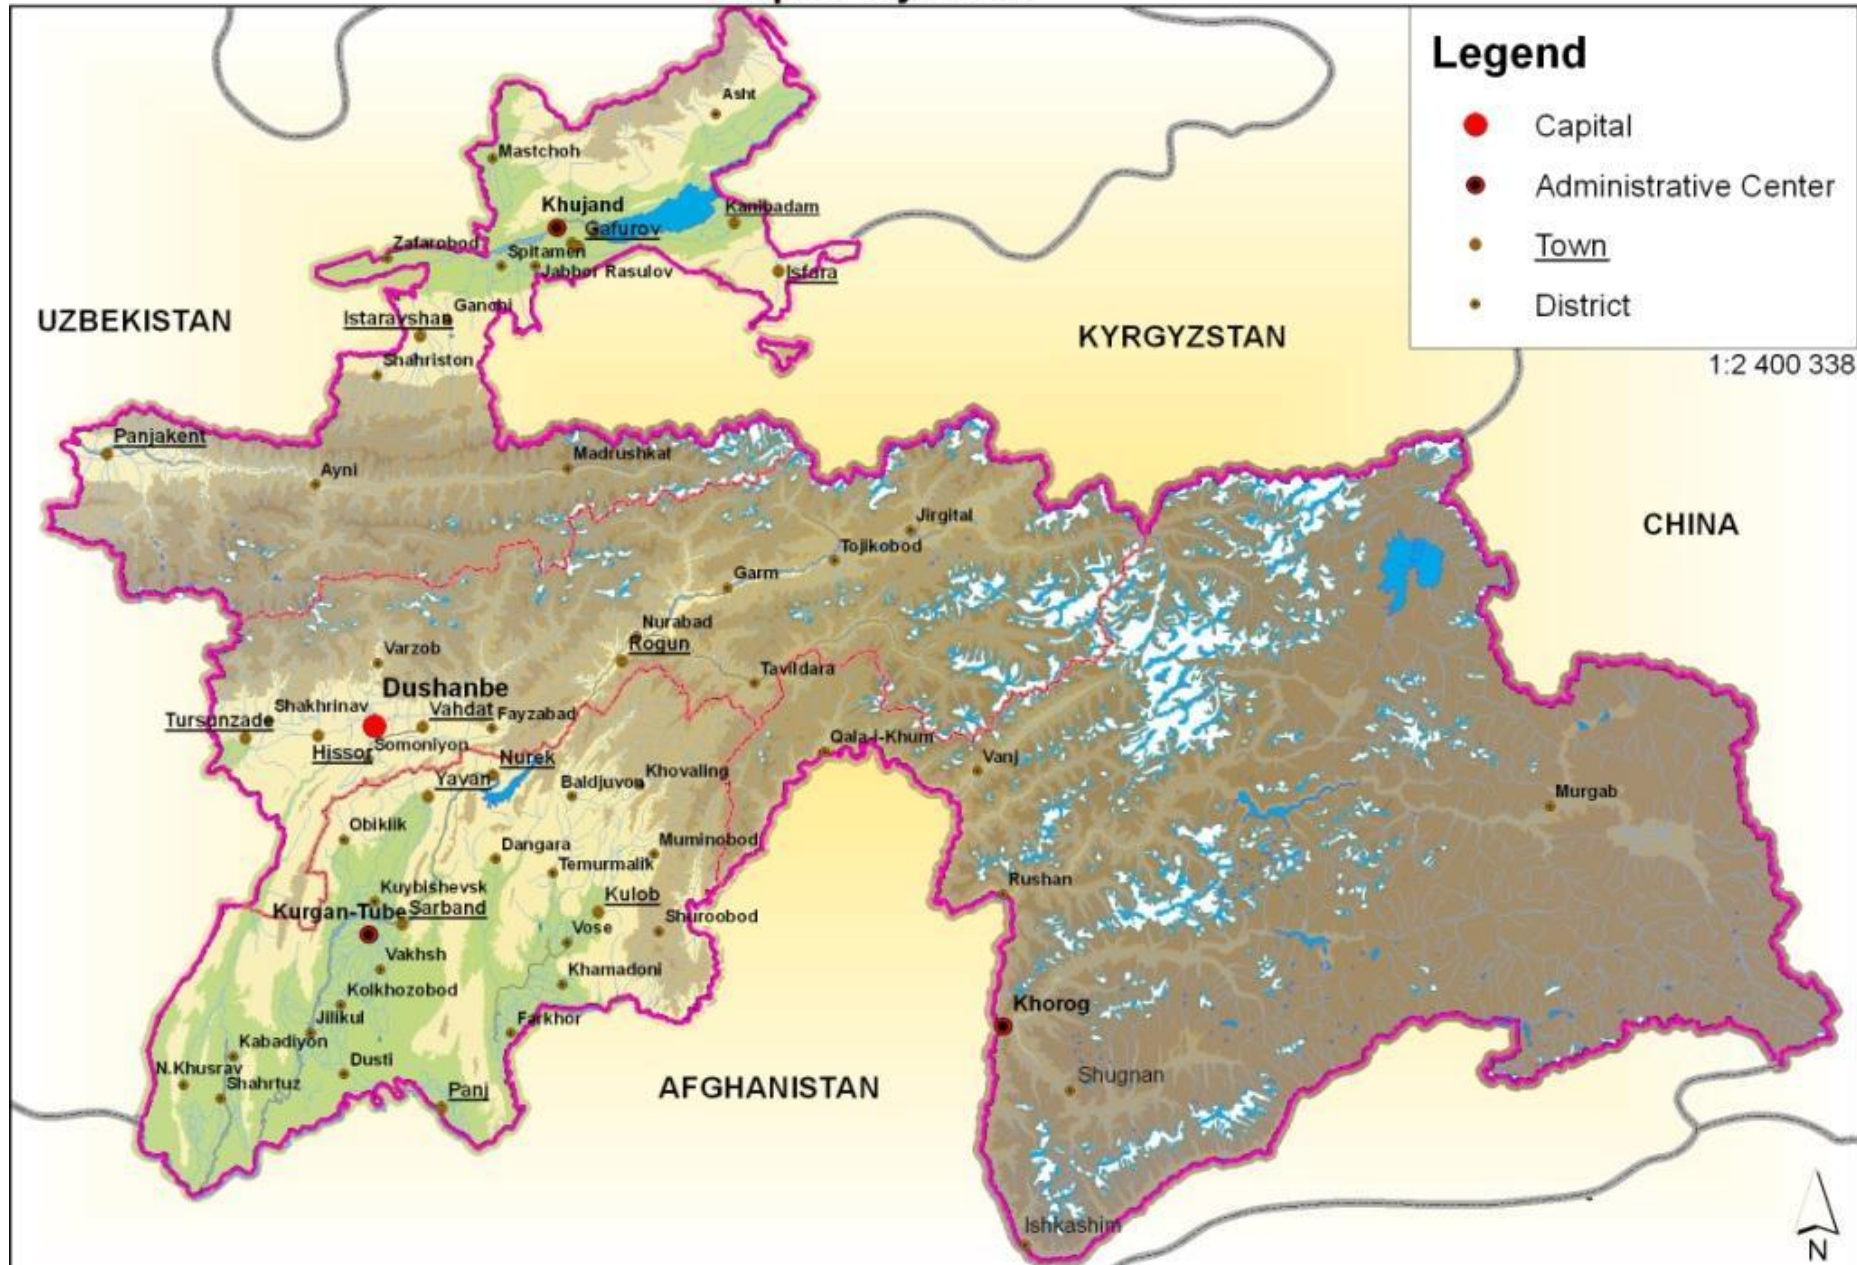 Legend
Capital
Administrative Center
Town
District
1:2 400 338
Asht
Mastchoh
Khujand
Gafurov
Kanibadam
Zafarobod
Spitamen
Jabbor Rasulov
Isfara
Ganchi
Istaravshan
Shahriston
UZBEKISTAN
KYRGYZSTAN
Panjakent
Ayni
Madrushkat
CHINA
Jirgital
Tojikobod
Garm
Nurabad
Rogun
Varzob
Tavildara
Dushanbe
Shakhrinav
Vahdat
Fayzabad
Tursunzade
Hissor
Somoniyon
Qala-i-Khum
Vanj
Nurek
Yavan
Baldjuvon
Khovaling
Murgab
Obikiik
Dangara
Muminobod
Temurmalik
Rushan
Kuybishevsk
Kurgan-Tube
Sarband
Kulob
Shuroobod
Vose
Vakhsh
Khamadoni
Kolkhozobod
Khorog
Jilikul
Farkhor
Kabadiyon
Dusti
N.Khusrav
Shahrtuz
Panj
AFGHANISTAN
Shugnan
Ishkashim
N